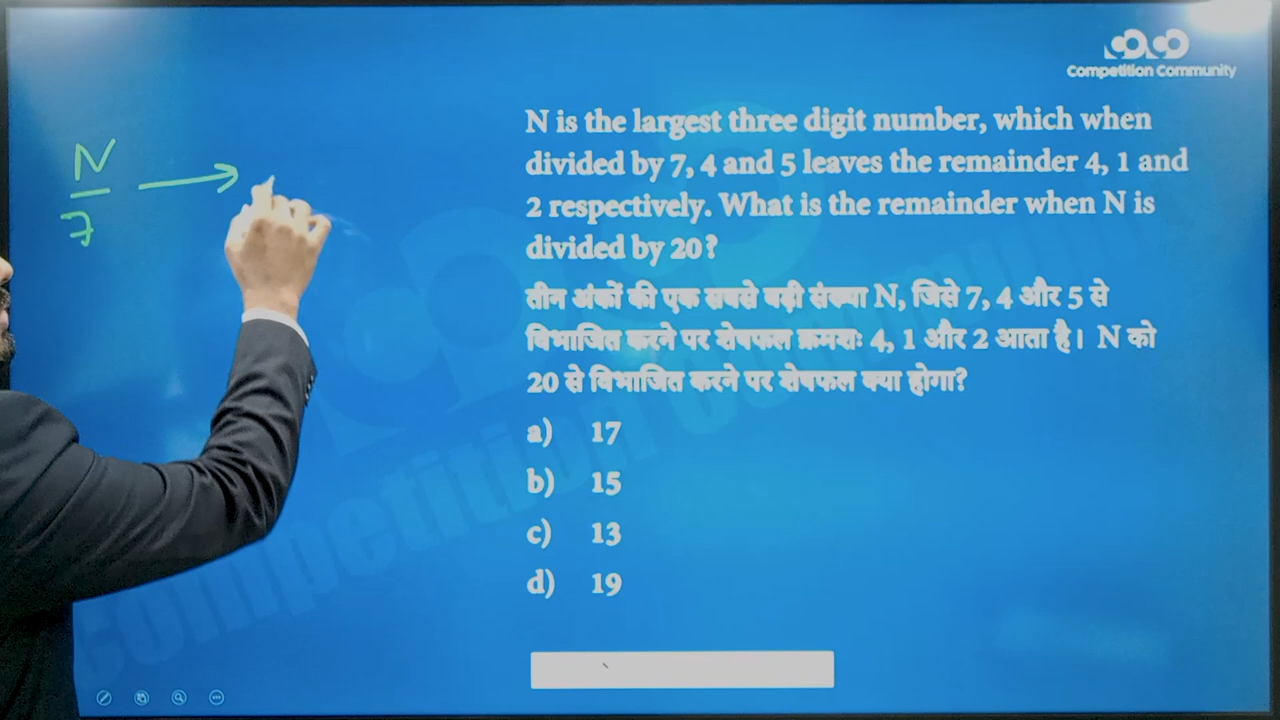 Competition Community
N
7
N is the largest three digit number, which when
divided by 7, 4 and 5 leaves the remainder 4, 1 and
2 respectively. What is the remainder when N is
divided by 20?
तीन अंकों की एक सबसे बड़ी संख्या N, जिसे 7, 4 और 5 से
विभाजित करने पर शेषफल क्रमशः 4, 1 और 2 आता है। N को
20 से विभाजित करने पर शेषफल क्या होगा?
a) 17
b) 15
c) 13
d) 19
competition community